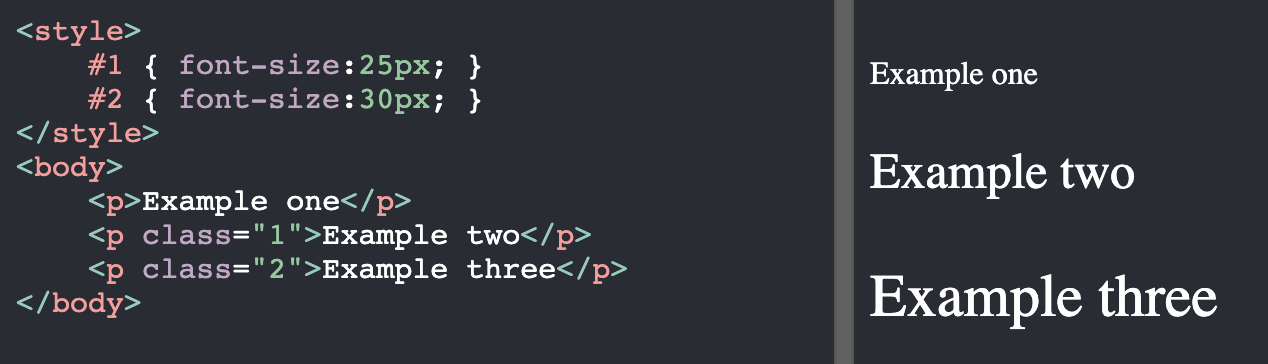 <style>
    #1 { font-size:25px; }
    #2 { font-size:30px; }
</style>
<body>
    <p>Example one</p>
    <p class="1">Example two</p>
    <p class="2">Example three</p>
</body>
Example one
Example two
Example three